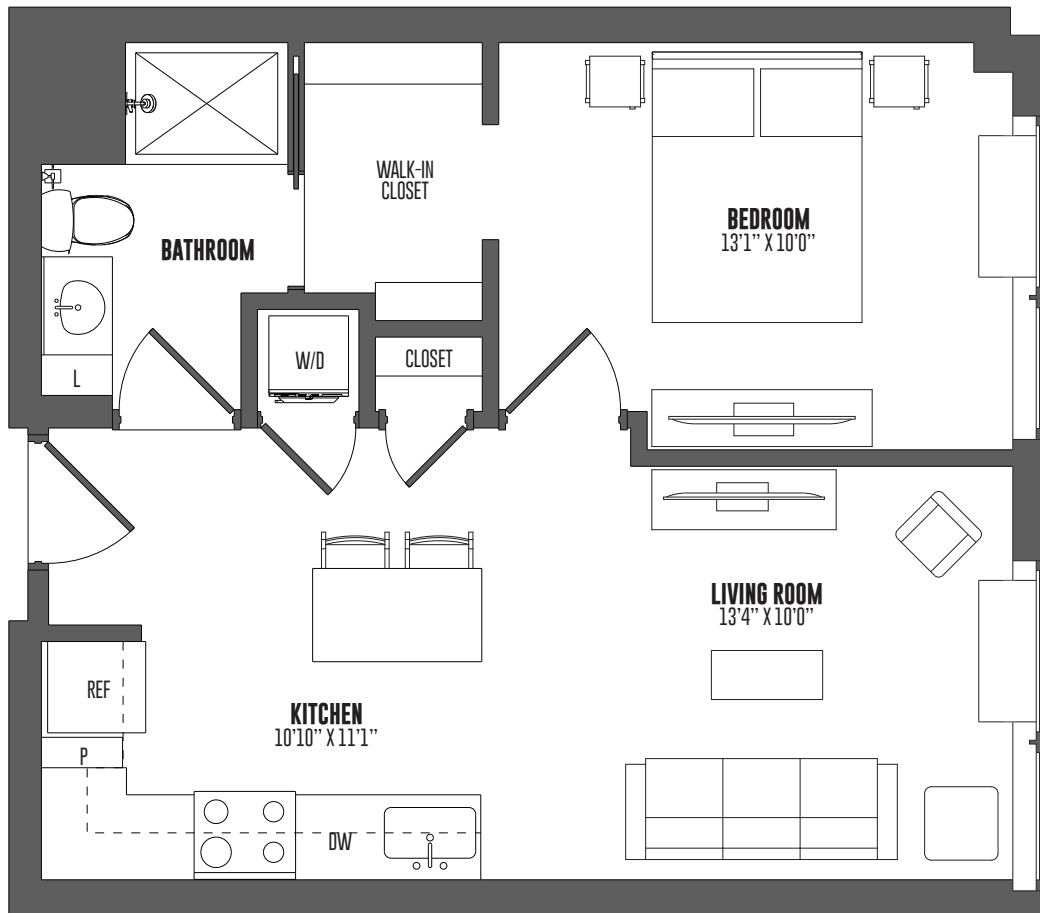 WALK-IN
CLOSET
BEDROOM
13'1" X 10'0"
BATHROOM
W/D
CLOSET
L
LIVING ROOM
13'4" X 10'0"
REF
KITCHEN
10'10" X 11'1"
P
DW